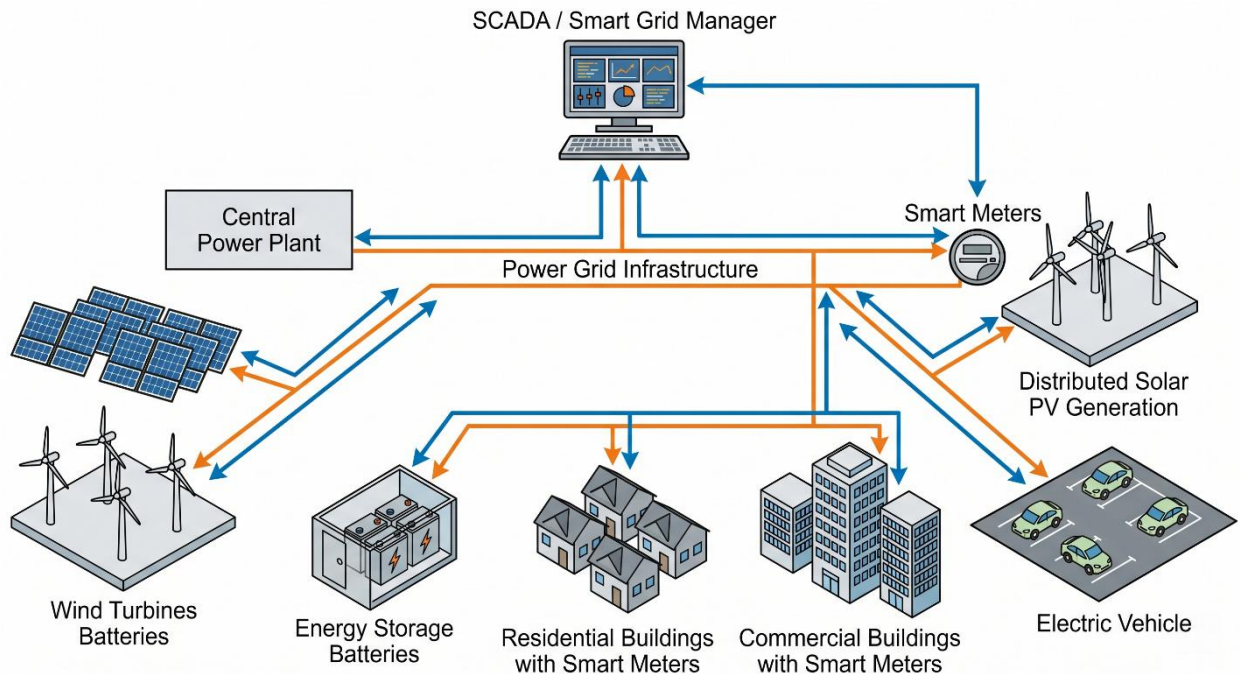 SCADA / Smart Grid Manager
Central
Power Plant
Smart Meters
Power Grid Infrastructure
Distributed Solar
PV Generation
Wind Turbines
Batteries
Energy Storage
Batteries
Residential Buildings
with Smart Meters
Commercial Buildings
with Smart Meters
Electric Vehicle